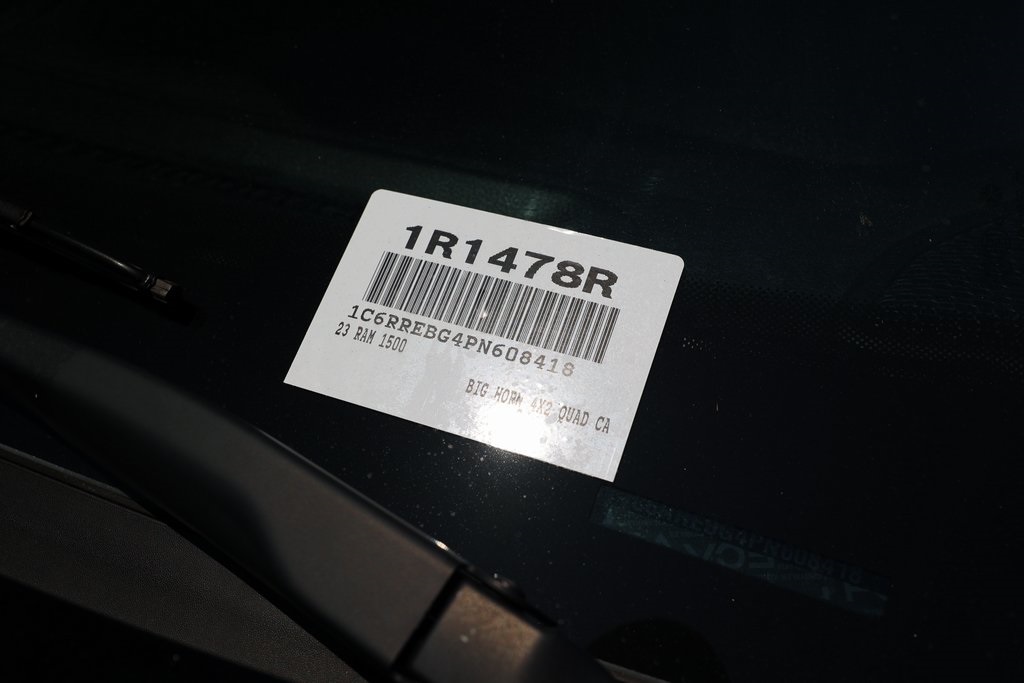 1R1478R
1C6RREBG4PN608418
23 RAM 1500
BIG HORN 4X2 QUAD CA